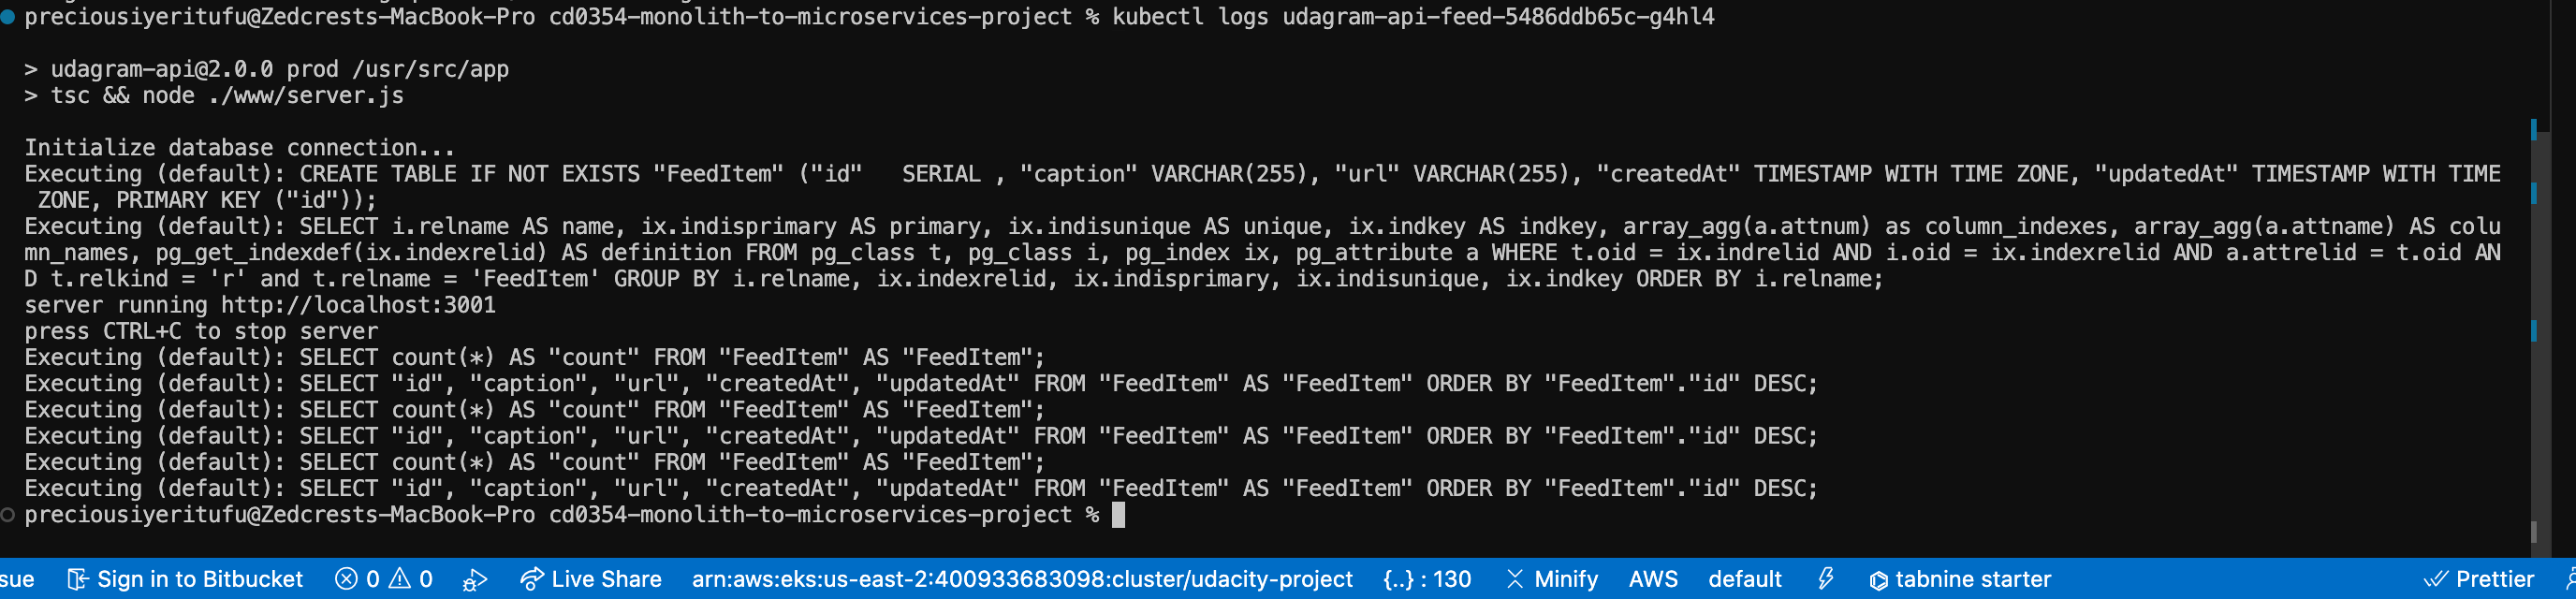 preciousiyeritufu@Zedcrests-MacBook-Pro cd0354-monolith-to-microservices-project % kubectl logs udagram-api-feed-5486ddb65c-g4hl4
> udagram-api@2.0.0 prod /usr/src/app
> tsc && node ./www/server.js
Initialize database connection...
Executing (default): CREATE TABLE IF NOT EXISTS "FeedItem" ("id"   SERIAL , "caption" VARCHAR(255), "url" VARCHAR(255), "createdAt" TIMESTAMP WITH TIME ZONE, "updatedAt" TIMESTAMP WITH TIME
 ZONE, PRIMARY KEY ("id"));
Executing (default): SELECT i.relname AS name, ix.indisprimary AS primary, ix.indisunique AS unique, ix.indkey AS indkey, array_agg(a.attnum) as column_indexes, array_agg(a.attname) AS colu
mn_names, pg_get_indexdef(ix.indexrelid) AS definition FROM pg_class t, pg_class i, pg_index ix, pg_attribute a WHERE t.oid = ix.indrelid AND i.oid = ix.indexrelid AND a.attrelid = t.oid AN
D t.relkind = 'r' and t.relname = 'FeedItem' GROUP BY i.relname, ix.indexrelid, ix.indisprimary, ix.indisunique, ix.indkey ORDER BY i.relname;
server running http://localhost:3001
press CTRL+C to stop server
Executing (default): SELECT count(*) AS "count" FROM "FeedItem" AS "FeedItem";
Executing (default): SELECT "id", "caption", "url", "createdAt", "updatedAt" FROM "FeedItem" AS "FeedItem" ORDER BY "FeedItem"."id" DESC;
Executing (default): SELECT count(*) AS "count" FROM "FeedItem" AS "FeedItem";
Executing (default): SELECT "id", "caption", "url", "createdAt", "updatedAt" FROM "FeedItem" AS "FeedItem" ORDER BY "FeedItem"."id" DESC;
Executing (default): SELECT count(*) AS "count" FROM "FeedItem" AS "FeedItem";
Executing (default): SELECT "id", "caption", "url", "createdAt", "updatedAt" FROM "FeedItem" AS "FeedItem" ORDER BY "FeedItem"."id" DESC;
preciousiyeritufu@Zedcrests-MacBook-Pro cd0354-monolith-to-microservices-project %
sue Sign in to Bitbucket 0 0 Live Share arn:aws:eks:us-east-2:400933683098:cluster/udacity-project {..} : 130 Minify AWS default tabnine starter Prettier